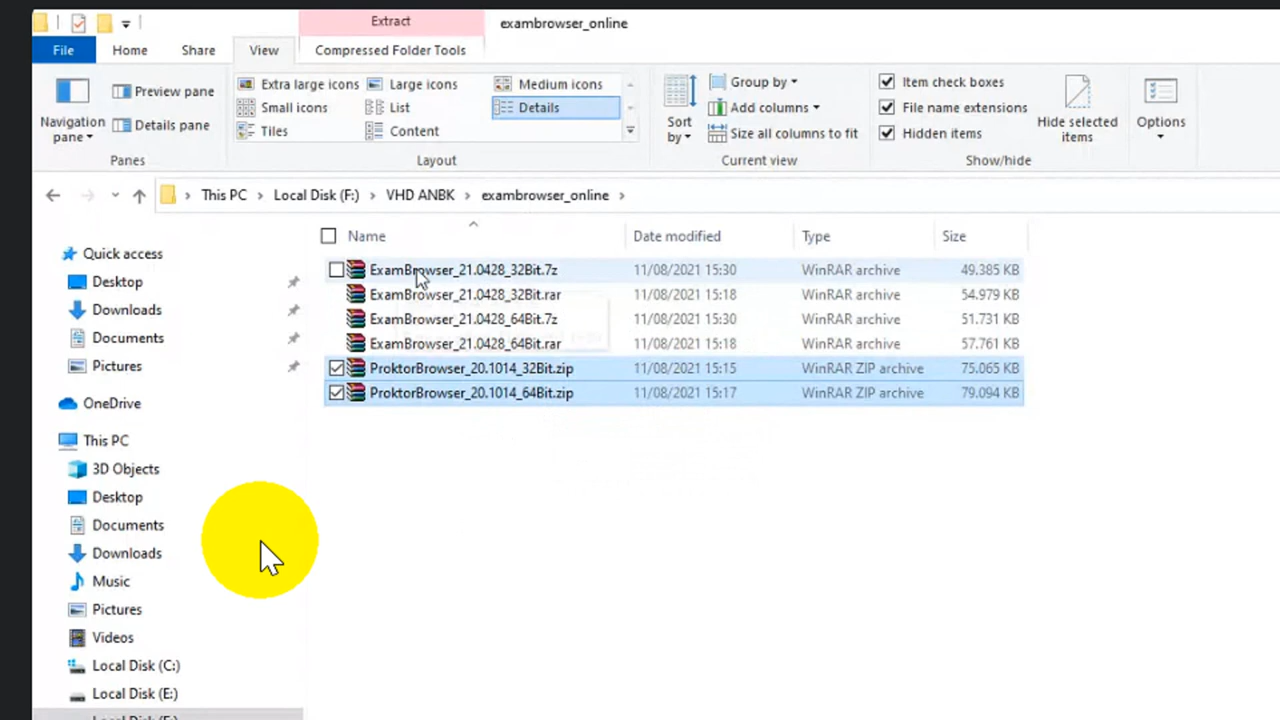 Extract
exambrowser_online
File
Home
Share
View
Compressed Folder Tools
Navigation pane
Preview pane
Details pane
Panes
Extra large icons
Large icons
Medium icons
Small icons
List
Details
Tiles
Content
Layout
Sort by
Group by
Add columns
Size all columns to fit
Current view
Item check boxes
File name extensions
Hidden items
Hide selected items
Show/hide
Options
This PC > Local Disk (F:) > VHD ANBK > exambrowser_online >
Name Date modified Type Size
ExamBrowser_21.0428_32Bit.7z 11/08/2021 15:30 WinRAR archive 49.385 KB
ExamBrowser_21.0428_32Bit.rar 11/08/2021 15:18 WinRAR archive 54.979 KB
ExamBrowser_21.0428_64Bit.7z 11/08/2021 15:30 WinRAR archive 51.731 KB
ExamBrowser_21.0428_64Bit.rar 11/08/2021 15:18 WinRAR archive 57.761 KB
ProktorBrowser_20.1014_32Bit.zip 11/08/2021 15:15 WinRAR ZIP archive 75.065 KB
ProktorBrowser_20.1014_64Bit.zip 11/08/2021 15:17 WinRAR ZIP archive 79.094 KB
Quick access
Desktop
Downloads
Documents
Pictures
OneDrive
This PC
3D Objects
Desktop
Documents
Downloads
Music
Pictures
Videos
Local Disk (C:)
Local Disk (E:)